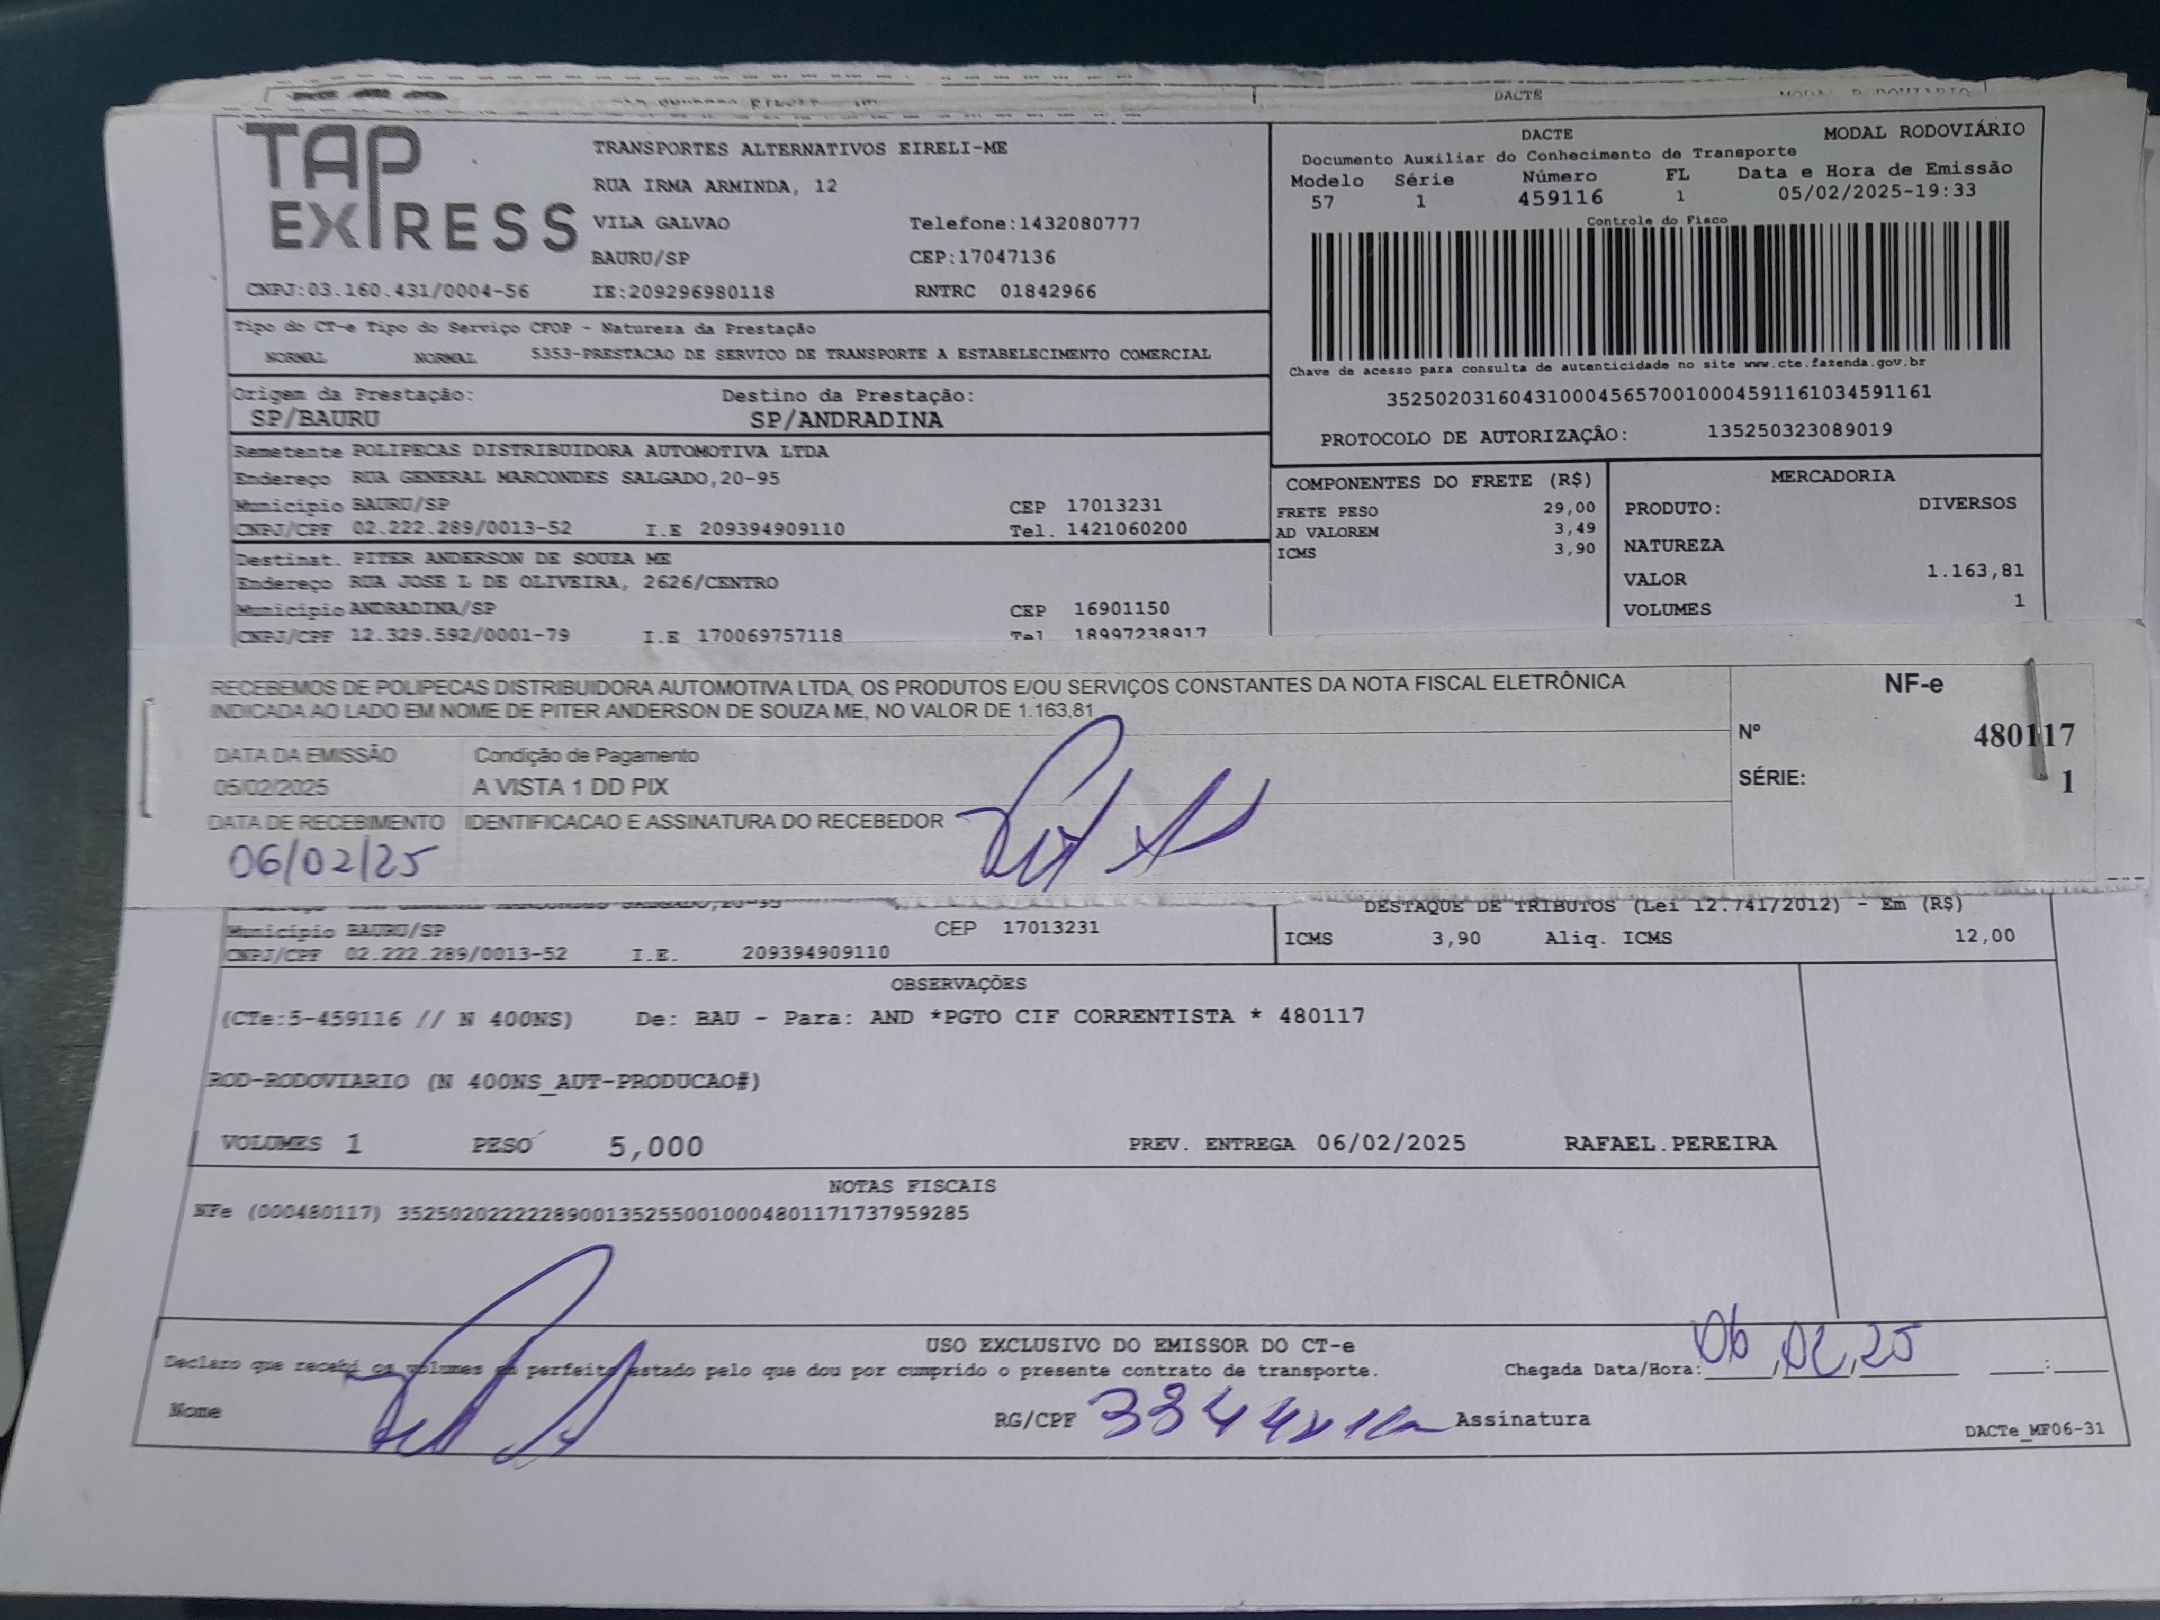 DACTE
TAP EXPRESS
TRANSPORTES ALTERNATIVOS EIRELI-ME
RUA IRMA ARMINDA, 12
VILA GALVAO Telefone:1432080777
BAURU/SP CEP:17047136
CNPJ:03.160.431/0004-56 IE:209296980118 RNTRC 01842966
DACTE MODAL RODOVIÁRIO
Documento Auxiliar do Conhecimento de Transporte
Modelo Série Número FL Data e Hora de Emissão
57 1 459116 1 05/02/2025-19:33
Controle do Fisco
Chave de acesso para consulta de autenticidade no site www.cte.fazenda.gov.br
35250203160431000456570010004591161034591161
PROTOCOLO DE AUTORIZAÇÂO: 135250323089019
Tipo do CT-e Tipo do Serviço CFOP - Natureza da Prestação
NORMAL NORMAL 5353-PRESTACAO DE SERVICO DE TRANSPORTE A ESTABELECIMENTO COMERCIAL
Origem da Prestação: Destino da Prestação:
SP/BAURU SP/ANDRADINA
Remetente POLIPECAS DISTRIBUIDORA AUTOMOTIVA LTDA
Endereço RUA GENERAL MARCONDES SALGADO,20-95
Município BAURU/SP CEP 17013231
CNPJ/CPF 02.222.289/0013-52 I.E 209394909110 Tel. 1421060200
Destinat. PITER ANDERSON DE SOUZA ME
Endereço RUA JOSE L DE OLIVEIRA, 2626/CENTRO
Município ANDRADINA/SP CEP 16901150
CNPJ/CPF 12.329.592/0001-79 I.E 170069757118 Tel 18997238917
COMPONENTES DO FRETE (R$)
FRETE PESO 29,00
AD VALOREM 3,49
ICMS 3,90
MERCADORIA
PRODUTO: DIVERSOS
NATUREZA
VALOR 1.163,81
VOLUMES 1
RECEBEMOS DE POLIPECAS DISTRIBUIDORA AUTOMOTIVA LTDA, OS PRODUTOS E/OU SERVIÇOS CONSTANTES DA NOTA FISCAL ELETRÔNICA
INDICADA AO LADO EM NOME DE PITER ANDERSON DE SOUZA ME, NO VALOR DE 1.163,81
DATA DA EMISSÃO Condição de Pagamento
05/02/2025 A VISTA 1 DD PIX
DATA DE RECEBIMENTO IDENTIFICACAO E ASSINATURA DO RECEBEDOR
06/02/25
NF-e
Nº 480117
SÉRIE: 1
Município BAURU/SP CEP 17013231
CNPJ/CPF 02.222.289/0013-52 I.E. 209394909110
DESTAQUE DE TRIBUTOS (Lei 12.741/2012) - Em (R$)
ICMS 3,90 Aliq. ICMS 12,00
OBSERVAÇÕES
(CTe:5-459116 // N 400NS) De: BAU - Para: AND *PGTO CIF CORRENTISTA * 480117
ROD-RODOVIARIO (N 400NS_AUT-PRODUCAO#)
VOLUMES 1 PESO 5,000 PREV. ENTREGA 06/02/2025 RAFAEL.PEREIRA
NOTAS FISCAIS
NFe (000480117) 35250202222289001352550010004801171737959285
USO EXCLUSIVO DO EMISSOR DO CT-e
Declaro que recebi os volumes em perfeito estado pelo que dou por cumprido o presente contrato de transporte. Chegada Data/Hora: 06,02,25 :
Nome RG/CPF Assinatura
DACTe_MF06-31